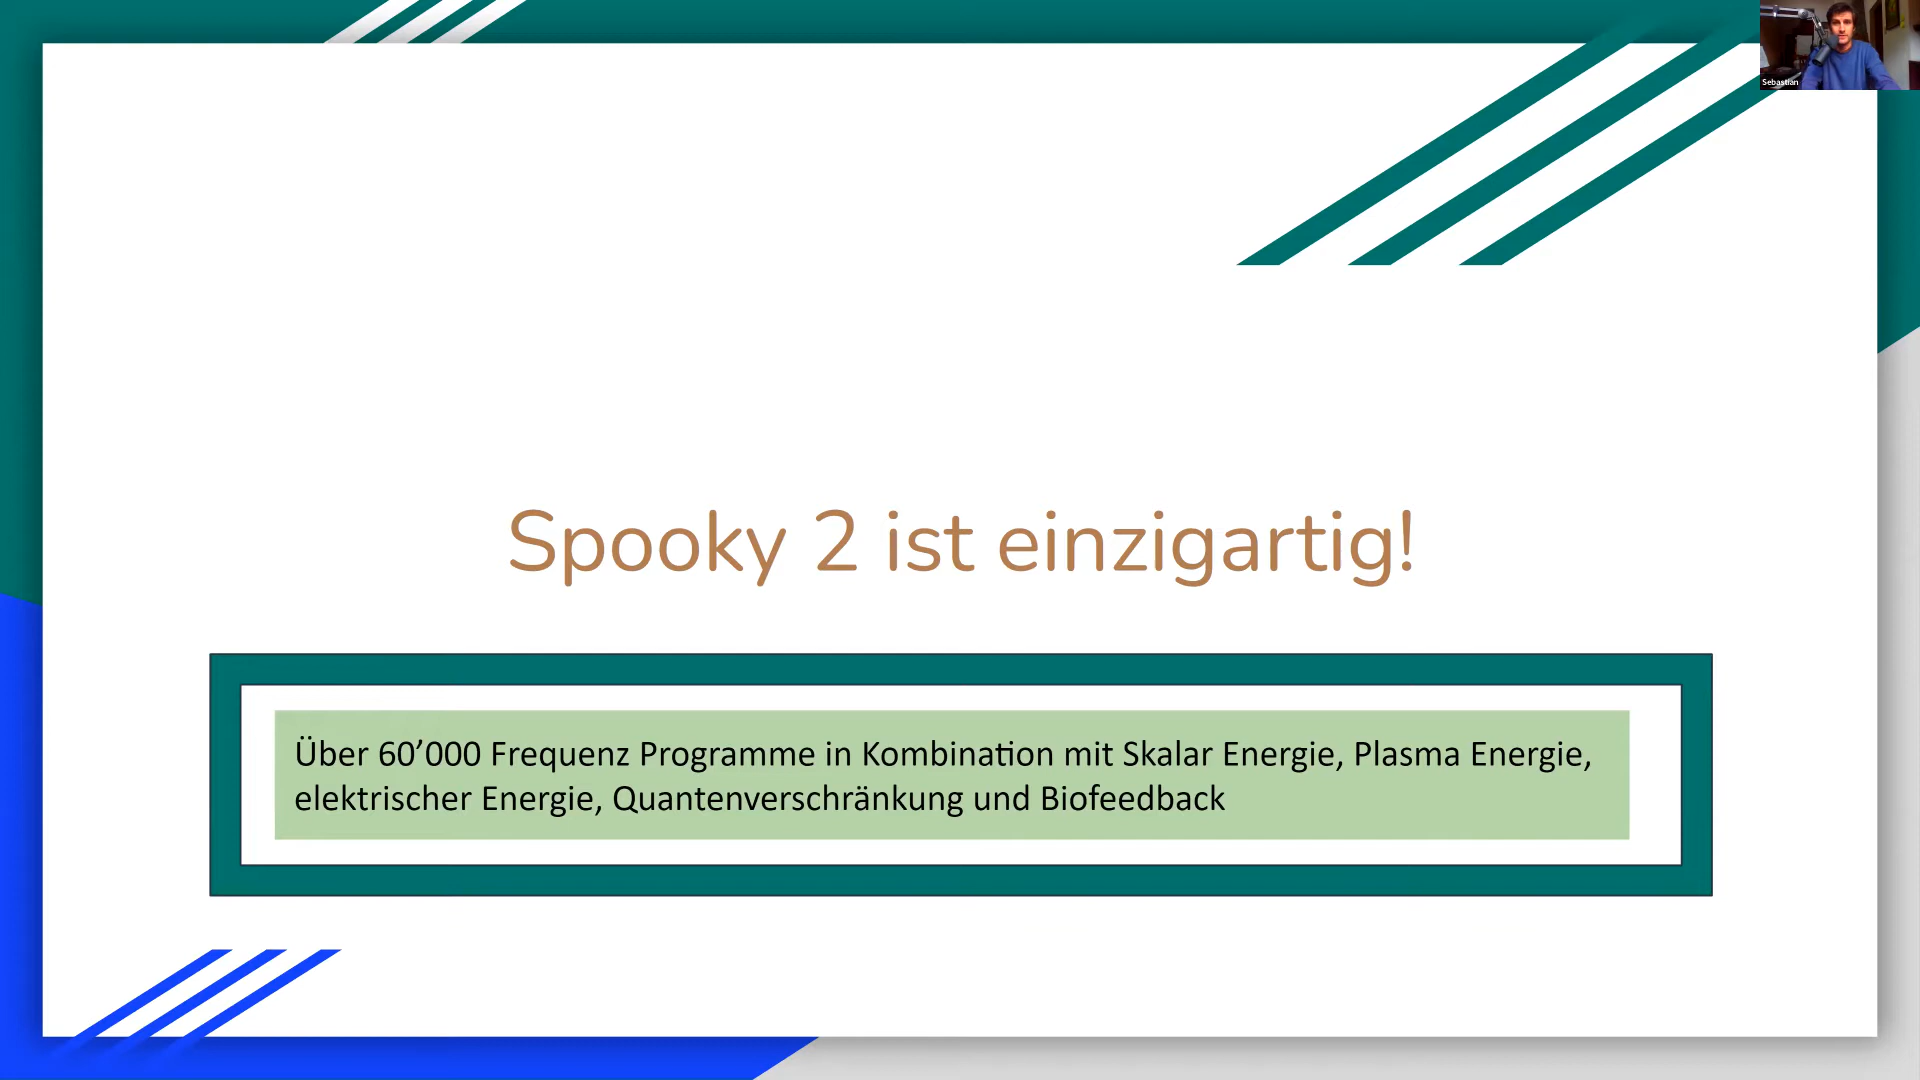 Sebastian
Spooky 2 ist einzigartig!
Über 60’000 Frequenz Programme in Kombination mit Skalar Energie, Plasma Energie,
elektrischer Energie, Quantenverschränkung und Biofeedback